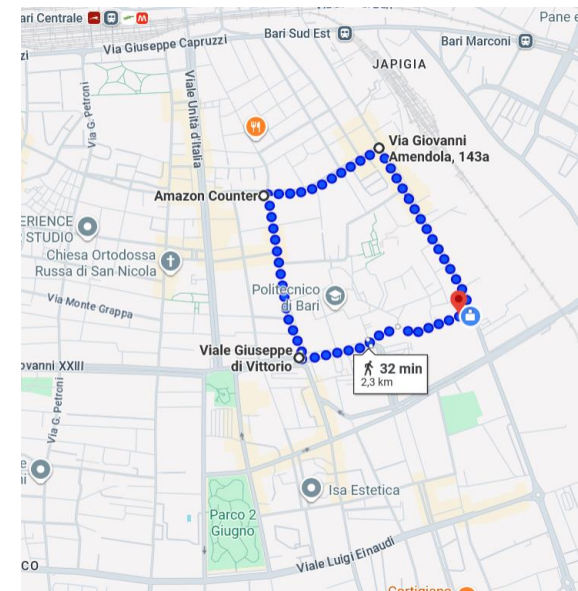 ari Centrale
M
Bari Sud Est
Pane e
zi
Via Giuseppe Capruzzi
Bari Marconi
JAPIGIA
Via G. Petroni
Viale Unità d'Italia
Via Giovanni
Amendola, 143a
Amazon Counter
ERIENCE
STUDIO
Chiesa Ortodossa
Russa di San Nicola
Politecnico
di Bari
Via Monte Grappa
Viale Giuseppe
di Vittorio
ovanni XXIII
32 min
2,3 km
Via G. Petroni
Isa Estetica
Parco 2
Giugno
CO
Viale Luigi Einaudi